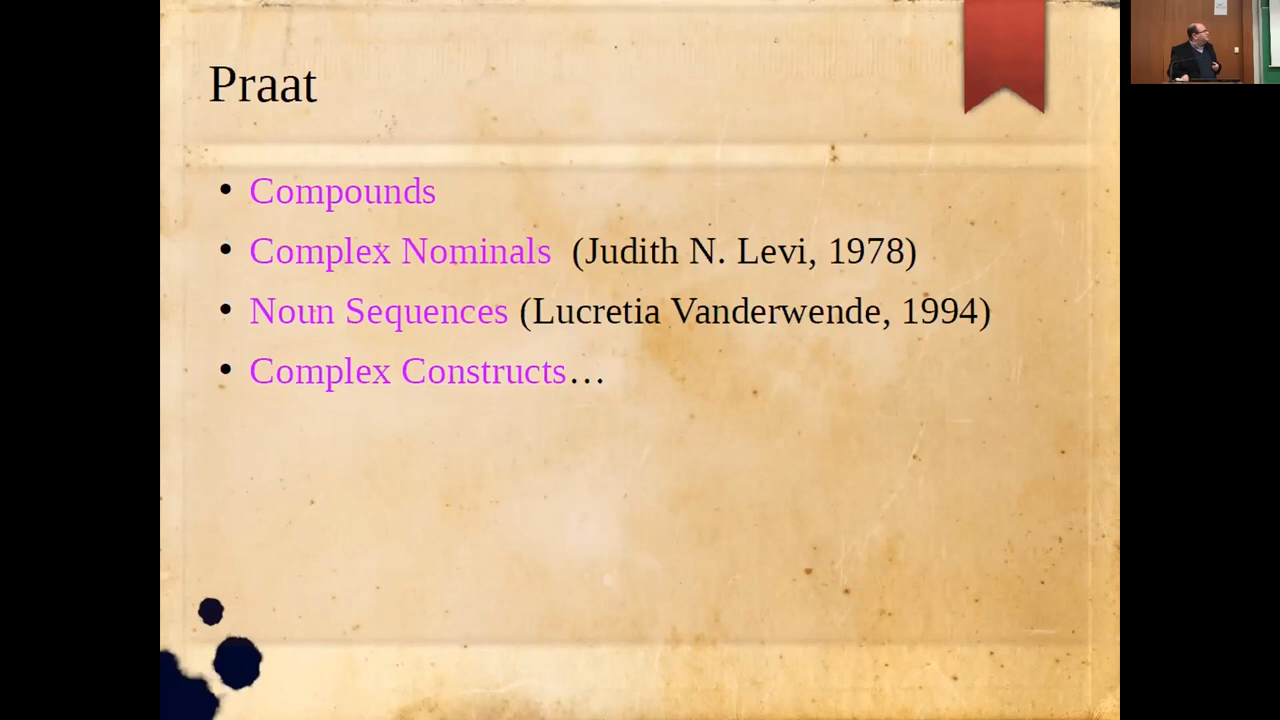 Praat
• Compounds
• Complex Nominals (Judith N. Levi, 1978)
• Noun Sequences (Lucretia Vanderwende, 1994)
• Complex Constructs…